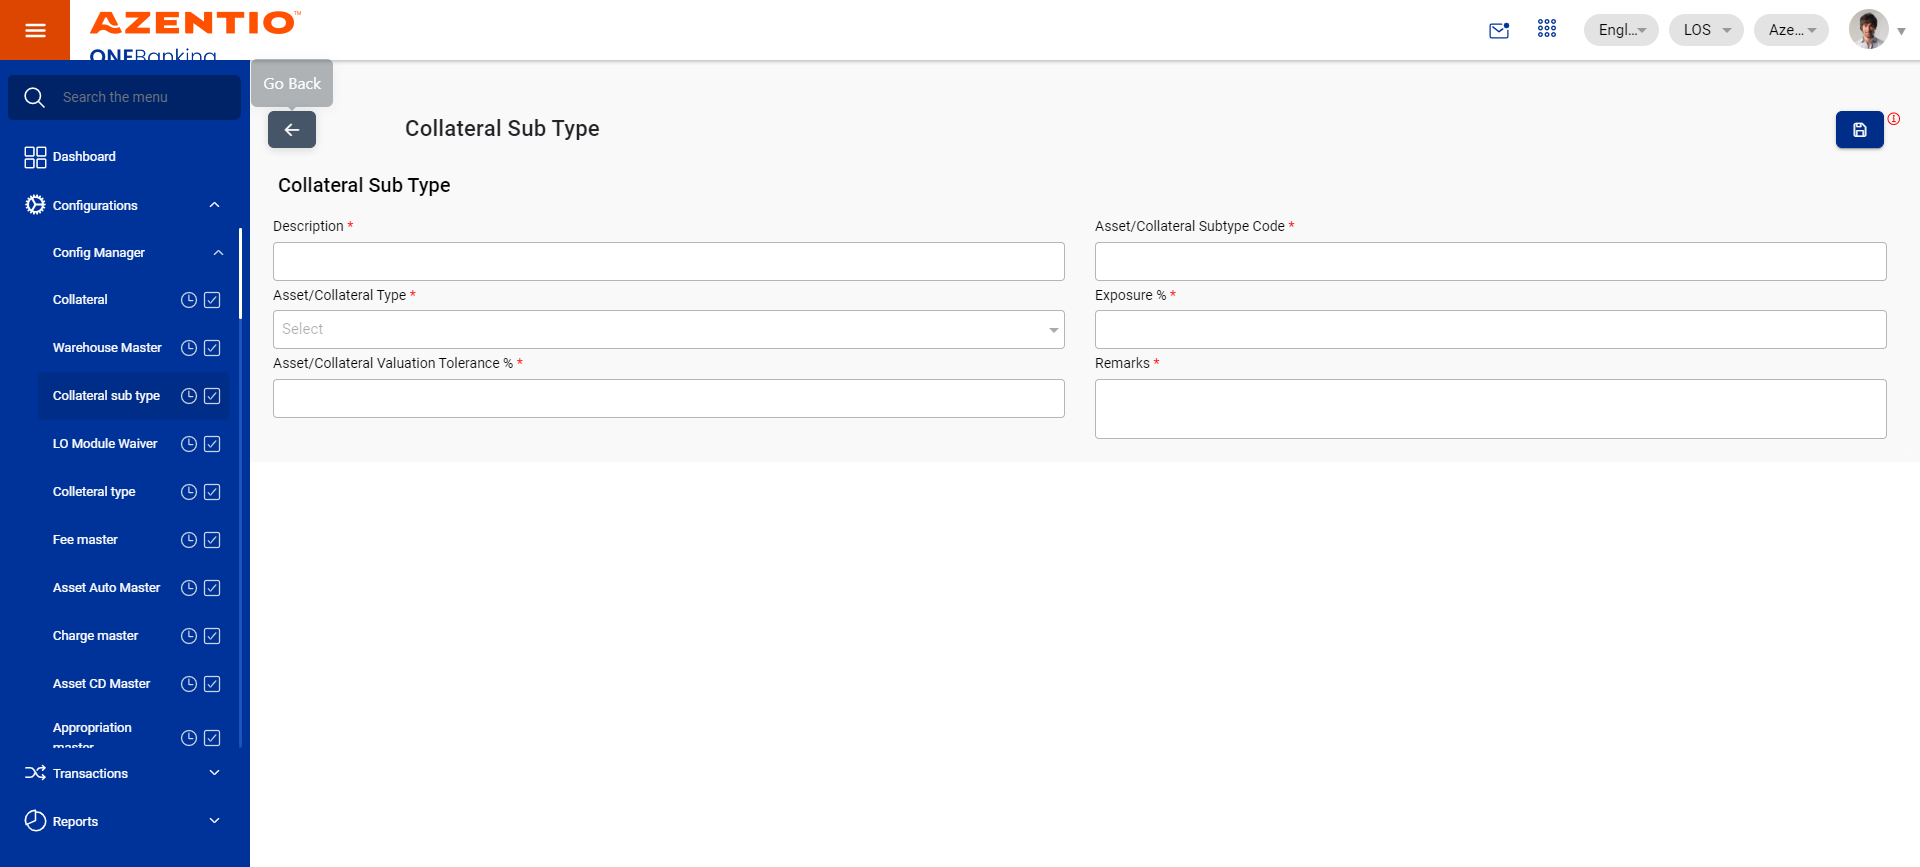 AZENTIO™
ONEBanking
Engl...
LOS
Aze...
Search the menu
Go Back
Collateral Sub Type
Dashboard
Configurations
Config Manager
Collateral
Warehouse Master
Collateral sub type
LO Module Waiver
Colleteral type
Fee master
Asset Auto Master
Charge master
Asset CD Master
Appropriation
master
Transactions
Reports
Collateral Sub Type
Description *
Asset/Collateral Subtype Code *
Asset/Collateral Type *
Select
Exposure % *
Asset/Collateral Valuation Tolerance % *
Remarks *